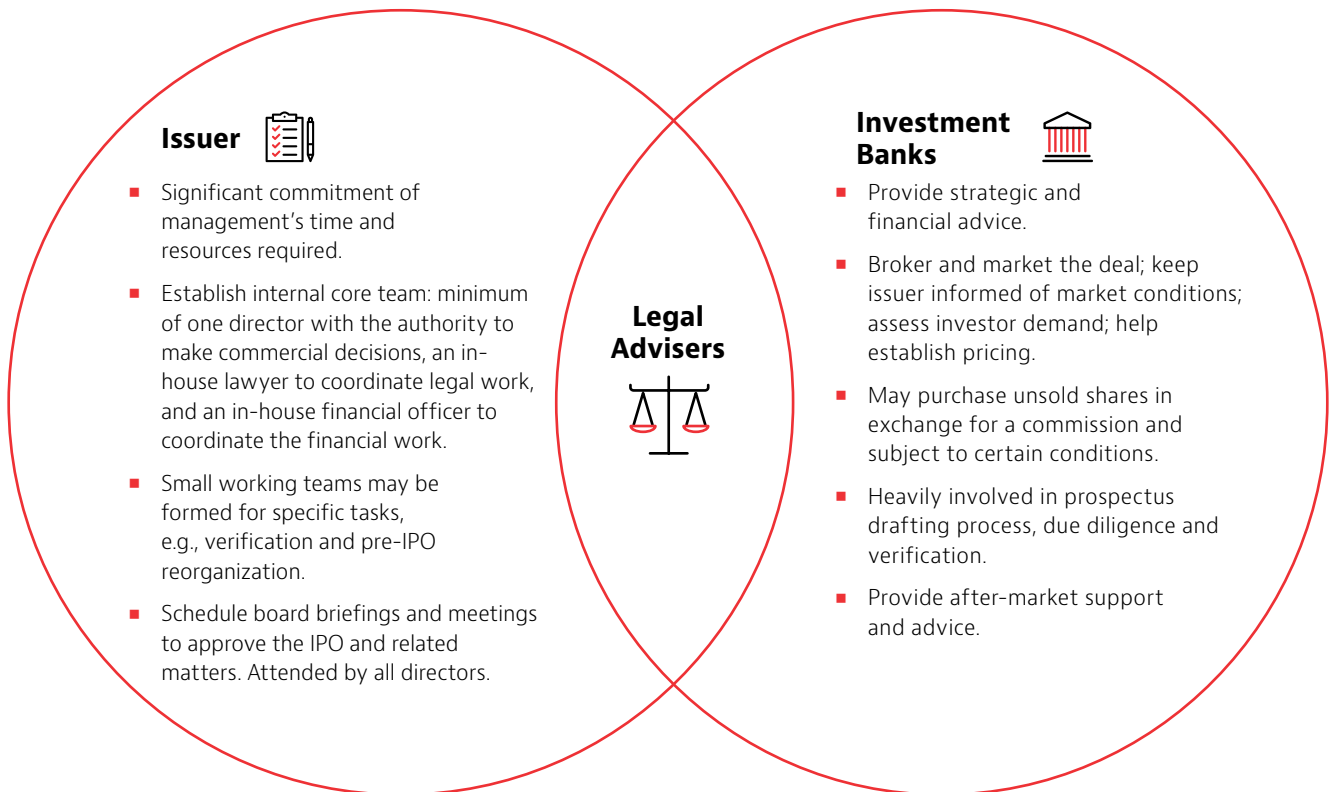 Issuer
■ Significant commitment of
management’s time and
resources required.
■ Establish internal core team: minimum
of one director with the authority to
make commercial decisions, an in-
house lawyer to coordinate legal work,
and an in-house financial officer to
coordinate the financial work.
■ Small working teams may be
formed for specific tasks,
e.g., verification and pre-IPO
reorganization.
■ Schedule board briefings and meetings
to approve the IPO and related
matters. Attended by all directors.
Legal
Advisers
Investment
Banks
■ Provide strategic and
financial advice.
■ Broker and market the deal; keep
issuer informed of market conditions;
assess investor demand; help
establish pricing.
■ May purchase unsold shares in
exchange for a commission and
subject to certain conditions.
■ Heavily involved in prospectus
drafting process, due diligence and
verification.
■ Provide after-market support
and advice.